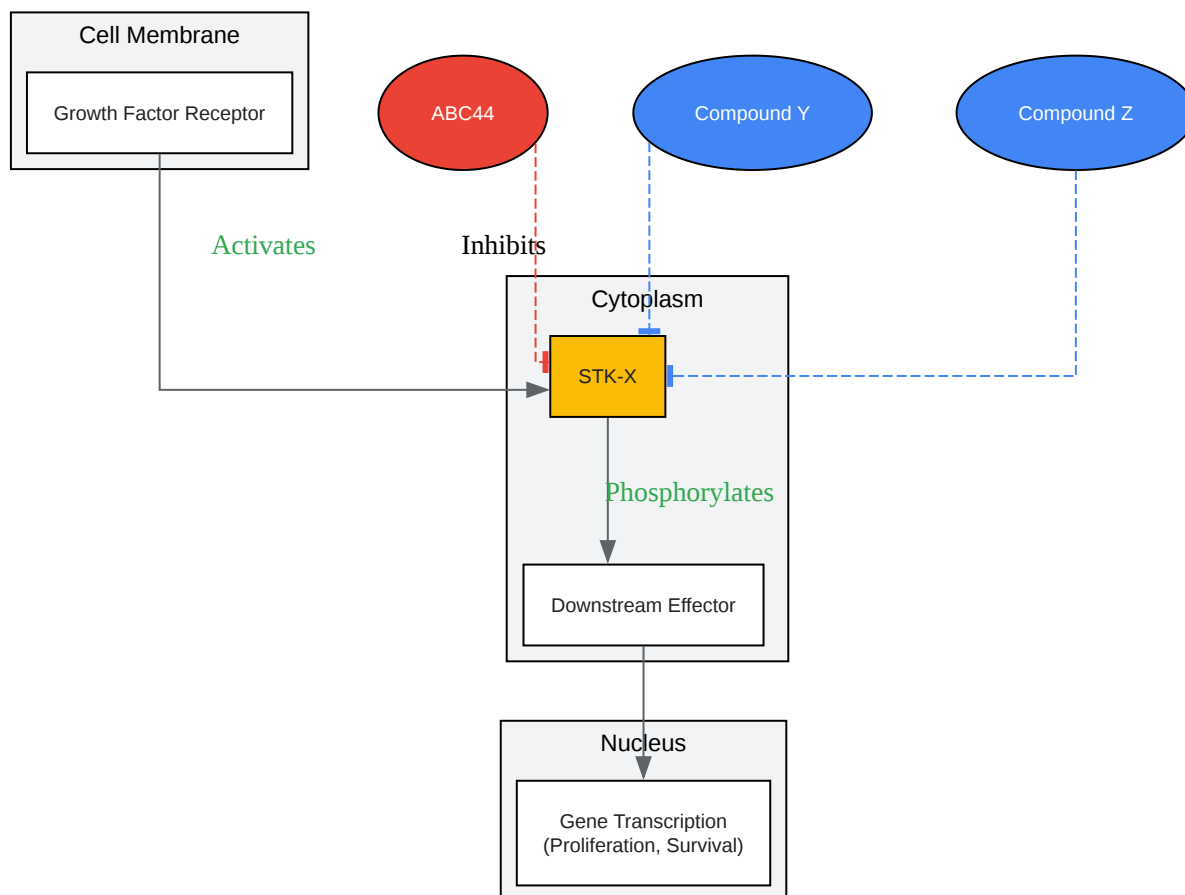 Cell Membrane
Growth Factor Receptor
ABC44
Compound Y
Compound Z
Activates
Inhibits
Cytoplasm
STK-X
Phosphorylates
Downstream Effector
Nucleus
Gene Transcription
(Proliferation, Survival)